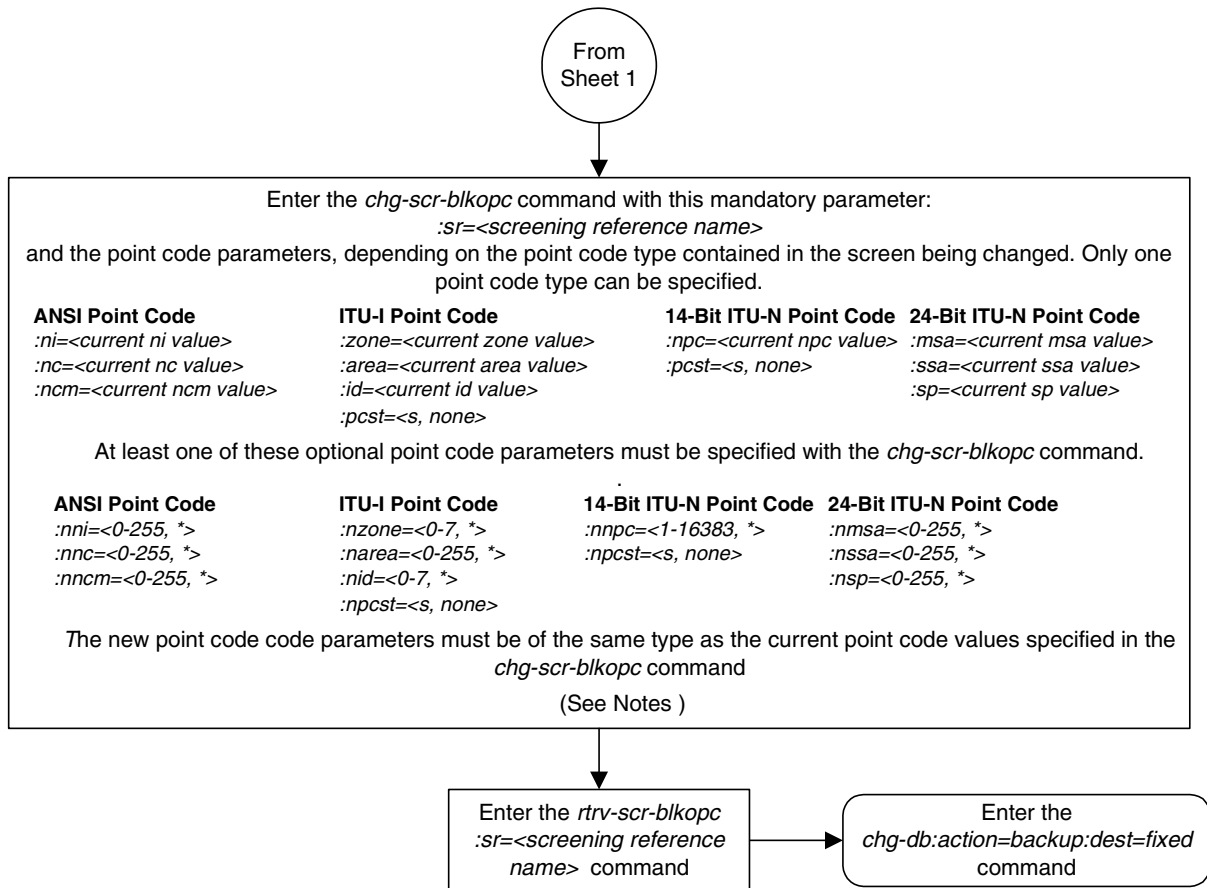 From
Sheet 1
Enter the chg-scr-blkopc command with this mandatory parameter:
:sr=<screening reference name>
and the point code parameters, depending on the point code type contained in the screen being changed. Only one
point code type can be specified.
ANSI Point Code ITU-I Point Code 14-Bit ITU-N Point Code 24-Bit ITU-N Point Code
:ni=<current ni value> :zone=<current zone value> :npc=<current npc value> :msa=<current msa value>
:nc=<current nc value> :area=<current area value> :pcst=<s, none> :ssa=<current ssa value>
:ncm=<current ncm value> :id=<current id value> :sp=<current sp value>
:pcst=<s, none>
At least one of these optional point code parameters must be specified with the chg-scr-blkopc command.
.
ANSI Point Code ITU-I Point Code 14-Bit ITU-N Point Code 24-Bit ITU-N Point Code
:nni=<0-255, *> :nzone=<0-7, *> :nnpc=<1-16383, *> :nmsa=<0-255, *>
:nnc=<0-255, *> :narea=<0-255, *> :npcst=<s, none> :nssa=<0-255, *>
:nncm=<0-255, *> :nid=<0-7, *> :nsp=<0-255, *>
:npcst=<s, none>
The new point code code parameters must be of the same type as the current point code values specified in the
chg-scr-blkopc command
(See Notes )
Enter the rtrv-scr-blkopc
:sr=<screening reference
name> command
Enter the
chg-db:action=backup:dest=fixed
command